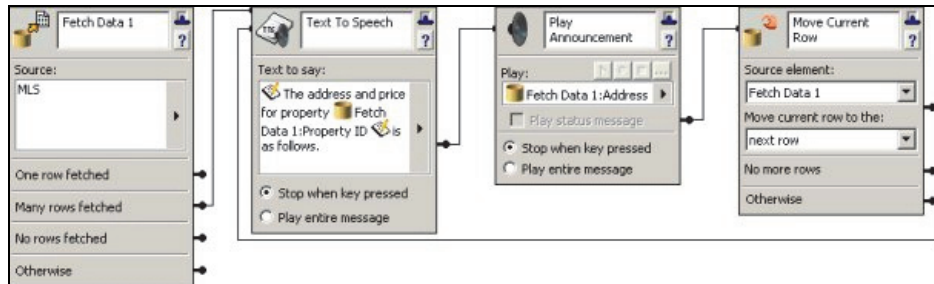 Fetch Data 1
?
Source:
MLS
One row fetched
Many rows fetched
No rows fetched
Otherwise
TTS
Text To Speech
?
Text to say:
The address and price
for property Fetch
Data 1:Property ID is
as follows.
Stop when key pressed
Play entire message
Play
Announcement
?
Play:
...
Fetch Data 1:Address
Play status message
Stop when key pressed
Play entire message
Move Current
Row
?
Source element:
Fetch Data 1
Move current row to the:
next row
No more rows
Otherwise